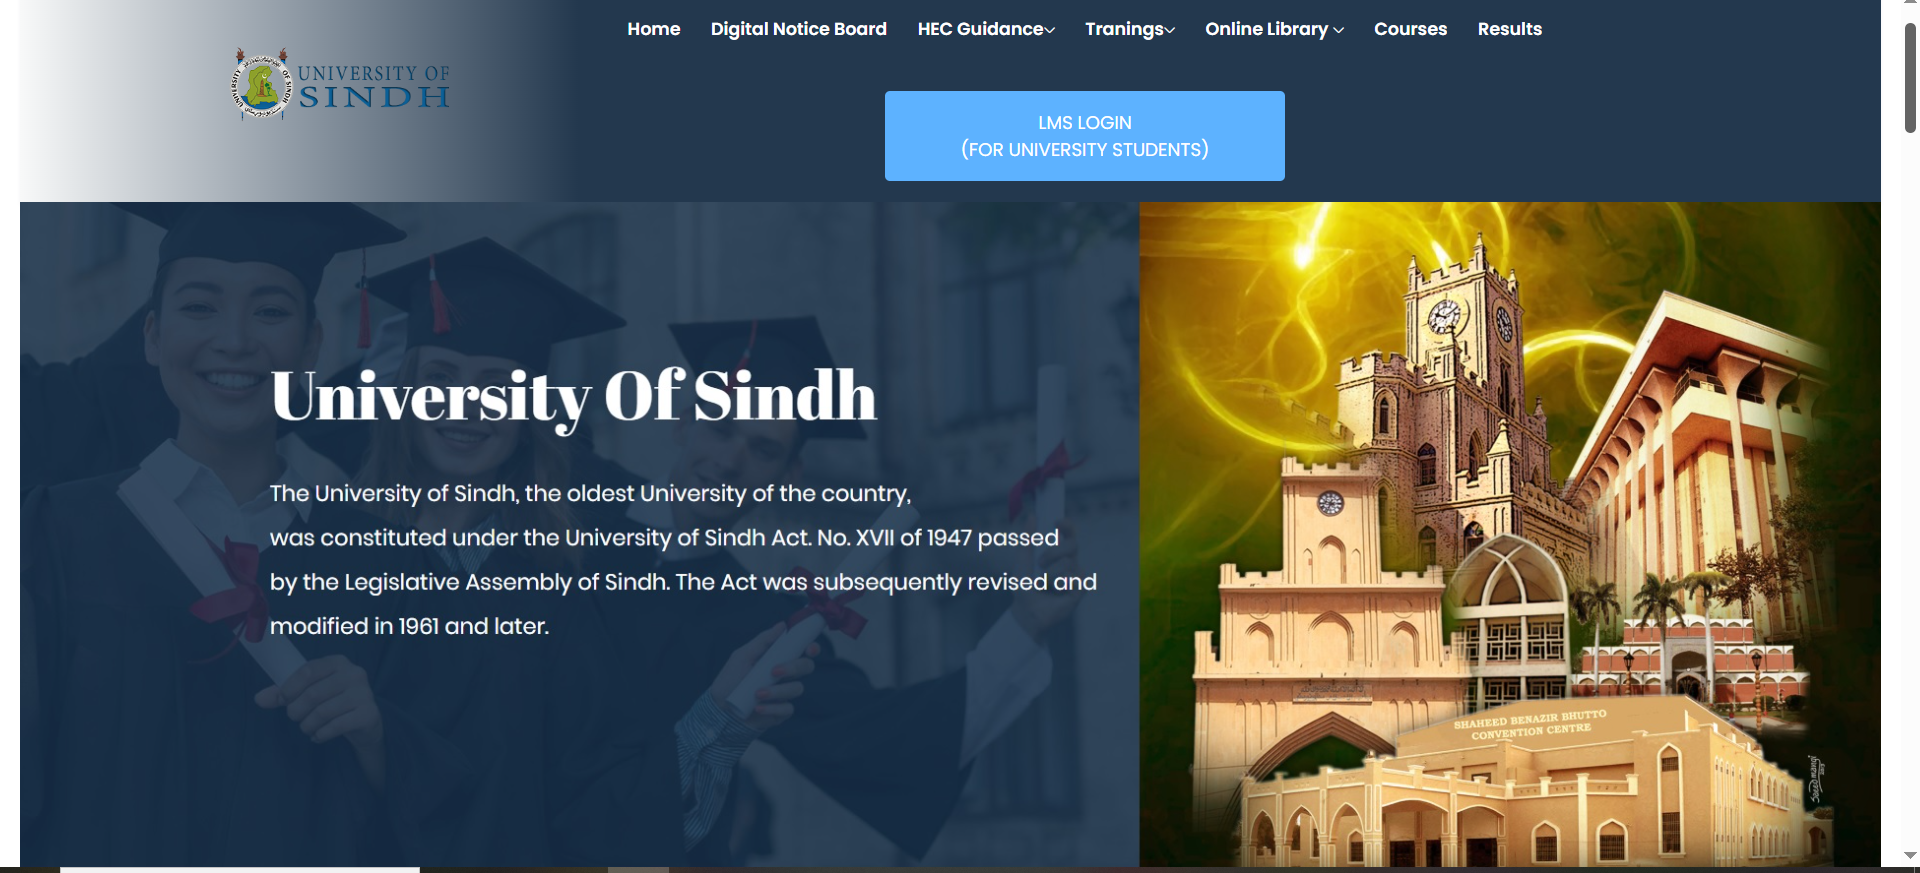 Home
Digital Notice Board
HEC Guidance
Tranings
Online Library
Courses
Results
UNIVERSITY OF
SINDH
LMS LOGIN
(FOR UNIVERSITY STUDENTS)
University Of Sindh
The University of Sindh, the oldest University of the country,
was constituted under the University of Sindh Act. No. XVII of 1947 passed
by the Legislative Assembly of Sindh. The Act was subsequently revised and
modified in 1961 and later.
SHAHEED BENAZIR BHUTTO
CONVENTION CENTRE